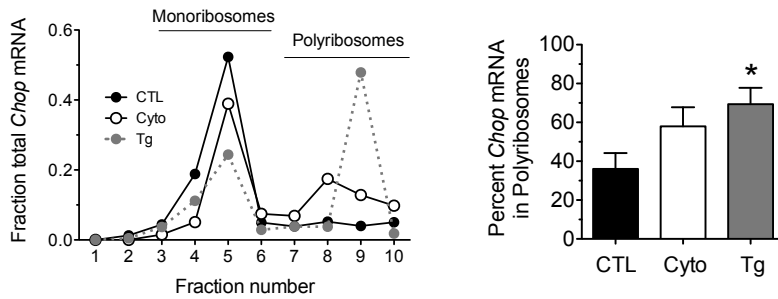 Monoribosomes
Polyribosomes
Fraction total Chop mRNA
0.6
0.4
0.2
0.0
CTL
Cyto
Tg
1 2 3 4 5 6 7 8 9 10
Fraction number
Percent Chop mRNA
in Polyribosomes
100
80
60
40
20
0
*
CTL Cyto Tg